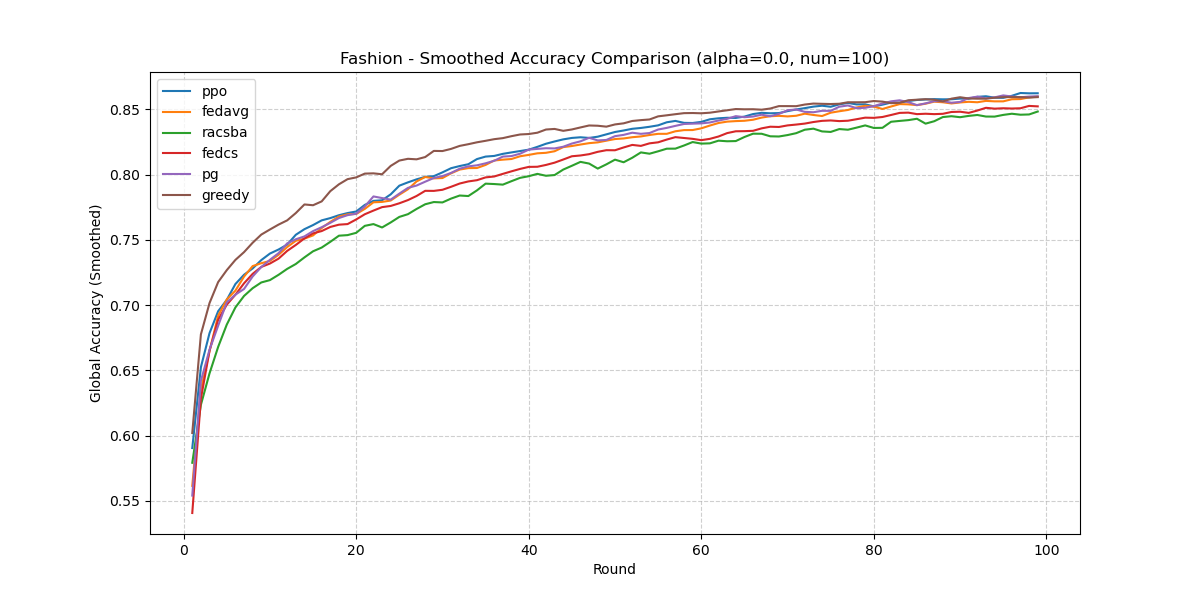 Fashion - Smoothed Accuracy Comparison (alpha=0.0, num=100)
ppo
fedavg
racsba
fedcs
pg
greedy
Global Accuracy (Smoothed)
0.85
0.80
0.75
0.70
0.65
0.60
0.55
0 20 40 60 80 100
Round